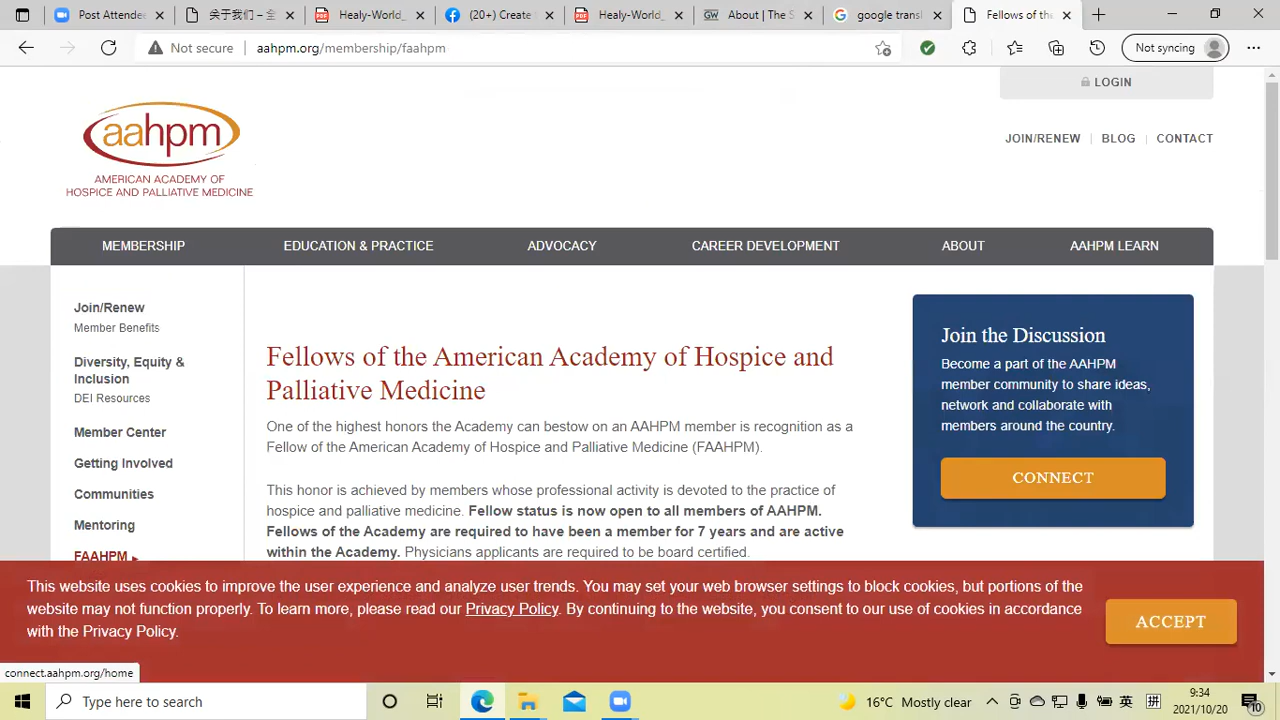 Post Attende
关于我们 – 全
Healy-World_
Healy-World_
(20+) Create
Healy-World_
GW About | The S
google transl
Fellows of the
Not secure
aahpm.org/membership/faahpm
Not syncing
LOGIN
aahpm
AMERICAN ACADEMY OF
HOSPICE AND PALLIATIVE MEDICINE
JOIN/RENEW
BLOG
CONTACT
MEMBERSHIP
EDUCATION & PRACTICE
ADVOCACY
CAREER DEVELOPMENT
ABOUT
AAHPM LEARN
Join/Renew
Member Benefits
Diversity, Equity &
Inclusion
DEI Resources
Member Center
Getting Involved
Communities
Mentoring
FAAHPM
Fellows of the American Academy of Hospice and
Palliative Medicine
One of the highest honors the Academy can bestow on an AAHPM member is recognition as a
Fellow of the American Academy of Hospice and Palliative Medicine (FAAHPM).
This honor is achieved by members whose professional activity is devoted to the practice of
hospice and palliative medicine. Fellow status is now open to all members of AAHPM.
Fellows of the Academy are required to have been a member for 7 years and are active
within the Academy. Physicians applicants are required to be board certified.
Join the Discussion
Become a part of the AAHPM
member community to share ideas,
network and collaborate with
members around the country.
CONNECT
This website uses cookies to improve the user experience and analyze user trends. You may set your web browser settings to block cookies, but portions of the
website may not function properly. To learn more, please read our Privacy Policy. By continuing to the website, you consent to our use of cookies in accordance
with the Privacy Policy.
ACCEPT
connect.aahpm.org/home
Type here to search
16°C Mostly clear
英
拼
9:34
2021/10/20
10